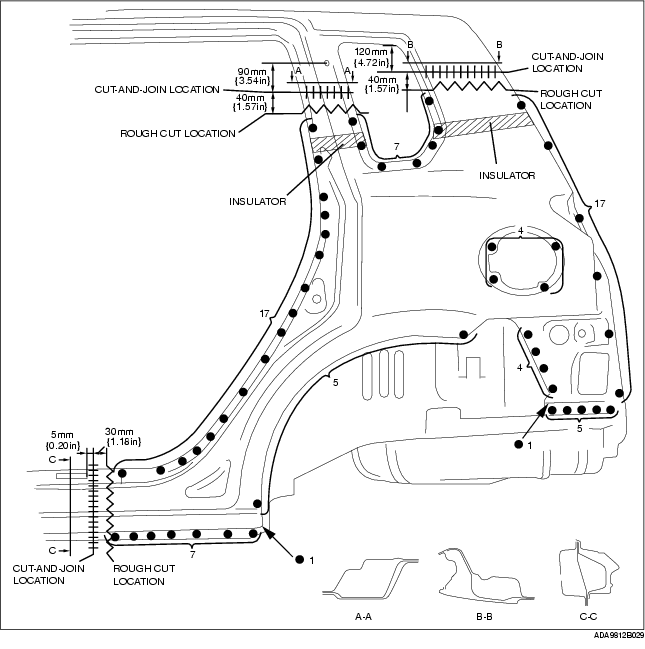 120mm
{4.72in}
B
B
90mm
{3.54in}
A
A
CUT-AND-JOIN
LOCATION
40mm
{1.57in}
CUT-AND-JOIN LOCATION
40mm
{1.57in}
ROUGH CUT
LOCATION
ROUGH CUT LOCATION
7
INSULATOR
INSULATOR
17
4
17
4
5
5
5mm
{0.20in}
30mm
{1.18in}
1
C
C
7
1
CUT-AND-JOIN
LOCATION
ROUGH CUT
LOCATION
A-A
B-B
C-C
ADA9812B029